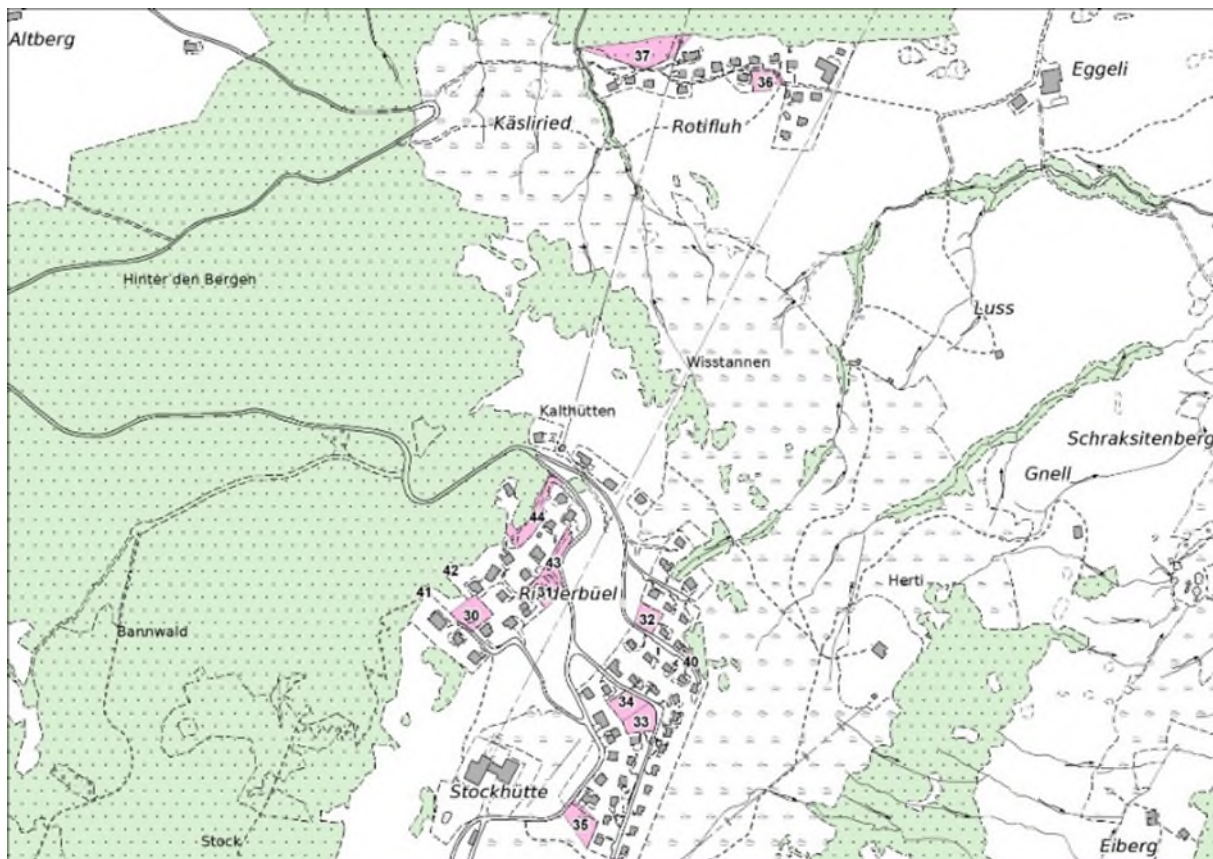 Altberg
37
36
Eggeli
Käsliried
Rotifluh
Hinter den Bergen
Luss
Wisstannen
Kalthütten
Schraksitenberg
Gnell
44
42
43
41
31
Herti
30
32
Bannwald
40
34
33
Stockhütte
35
Stock
Eiberg